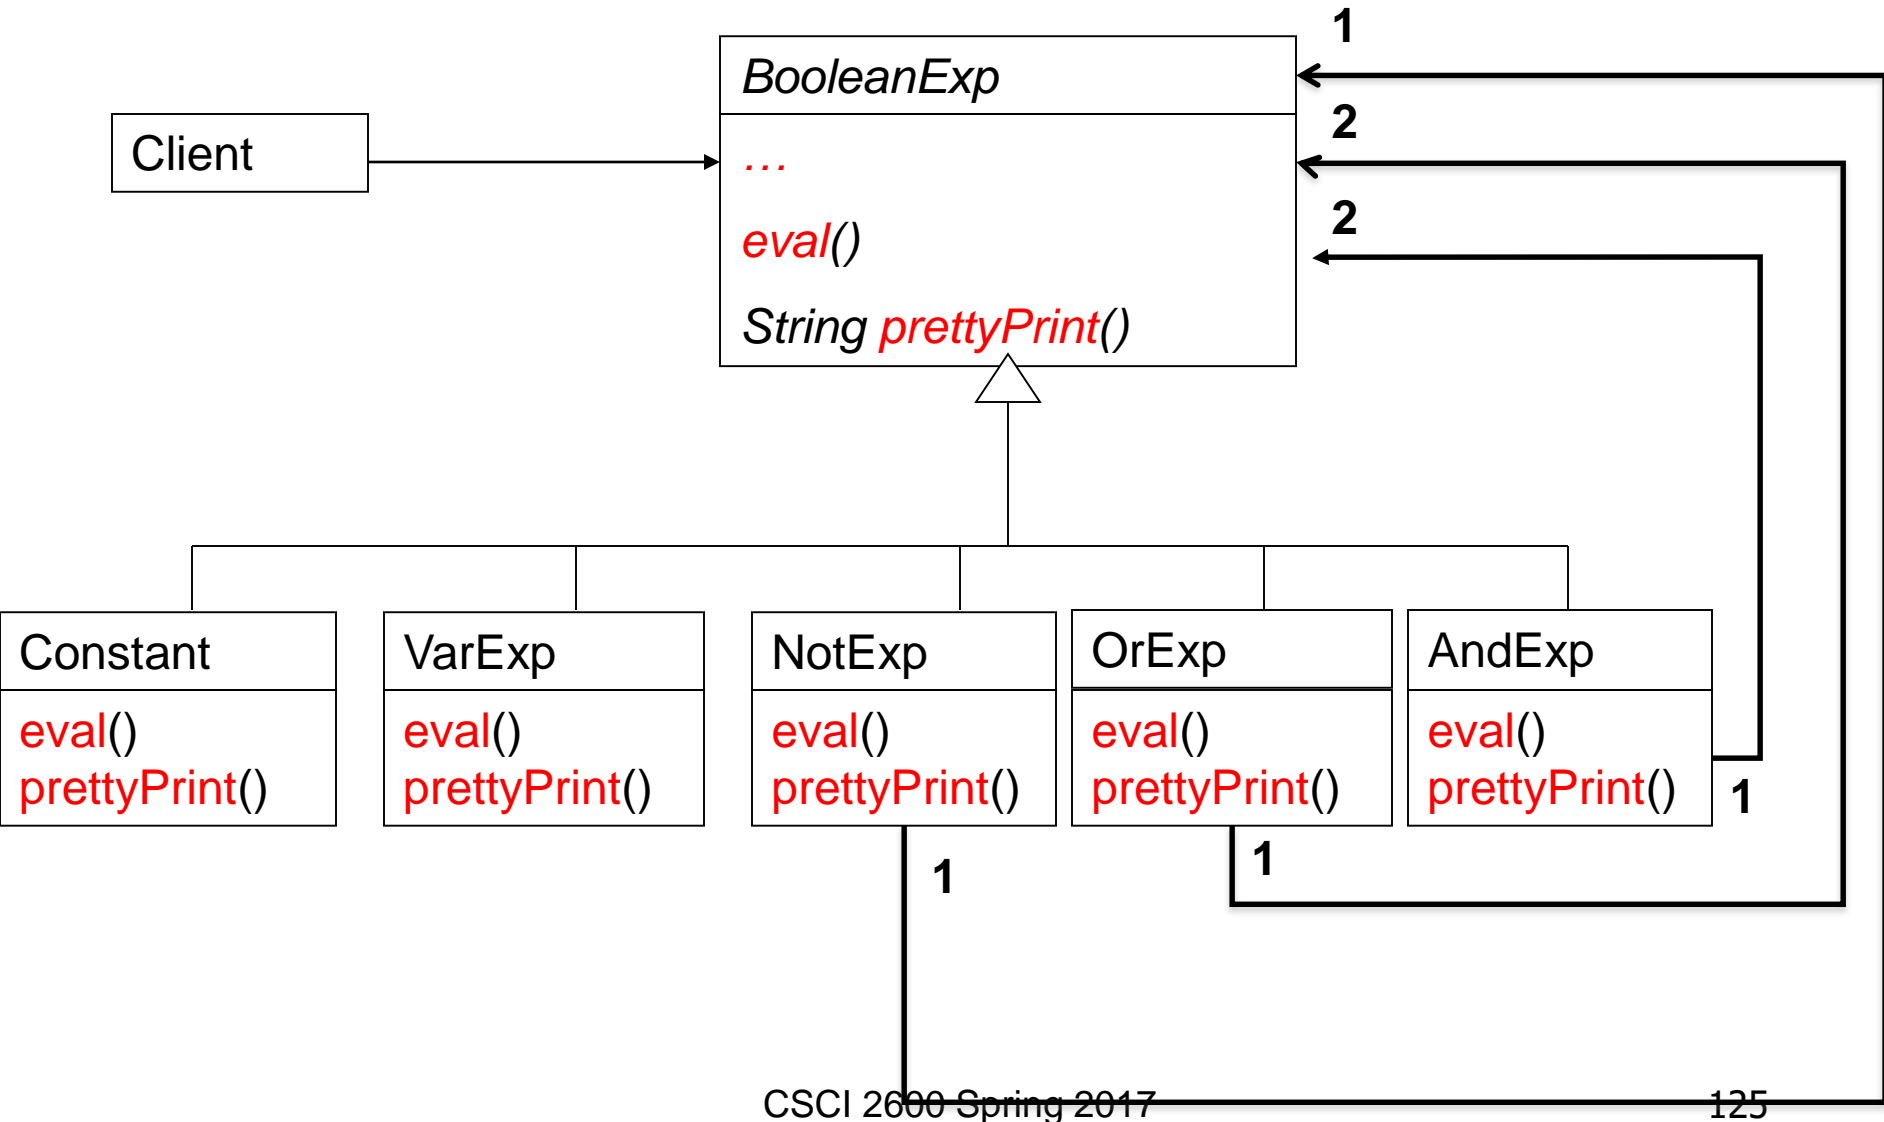 1
BooleanExp
2
Client
…
2
eval()
String prettyPrint()
Constant
VarExp
NotExp
OrExp
AndExp
eval()
prettyPrint()
eval()
prettyPrint()
eval()
prettyPrint()
eval()
prettyPrint()
eval()
prettyPrint()
1
1
1
CSCI 2600 Spring 2017
125